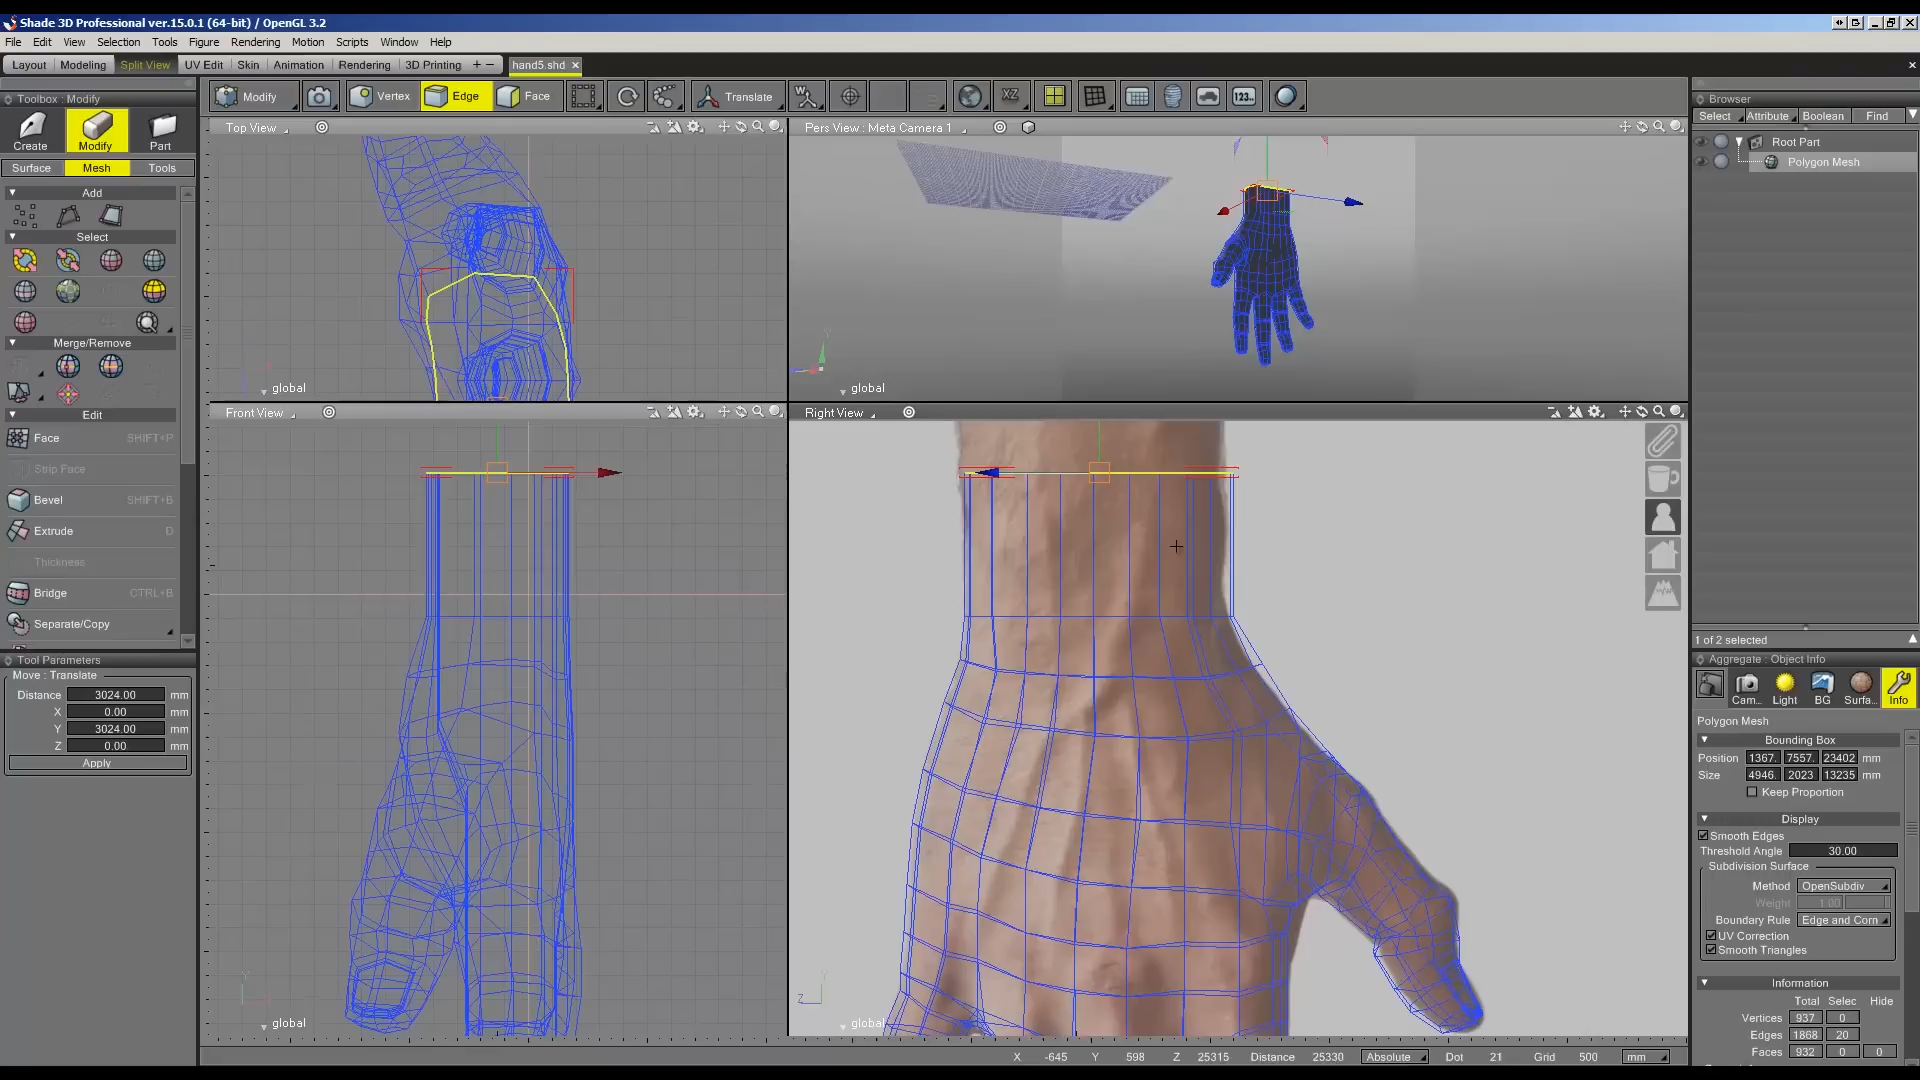 Shade 3D Professional ver.15.0.1 (64-bit) / OpenGL 3.2
File Edit View Selection Tools Figure Rendering Motion Scripts Window Help
Layout Modeling Split View UV Edit Skin Animation Rendering 3D Printing + − hand5.shd ×
Toolbox: Modify
Create Modify Part
Surface Mesh Tools
Add
Select
Merge/Remove
Edit
Face SHIFT+P
Strip Face
Bevel SHIFT+B
Extrude D
Thickness
Bridge CTRL+B
Separate/Copy
Tool Parameters
Move : Translate
Distance 3024.00 mm
X 0.00 mm
Y 3024.00 mm
Z 0.00 mm
Apply
Modify Vertex Edge Face Translate XZ 123..
Top View
global
Pers View : Meta Camera 1
global
Front View
global
Right View
global
X -645 Y 598 Z 25315 Distance 25330 Absolute Dot 21 Grid 500 mm
Browser
Select Attribute Boolean Find
Root Part
Polygon Mesh
1 of 2 selected
Aggregate : Object Info
Cam... Light BG Surfa... Info
Polygon Mesh
Bounding Box
Position 1367. 7557. 23402 mm
Size 4946. 2023 13235 mm
Keep Proportion
Display
Smooth Edges
Threshold Angle 30.00
Subdivision Surface
Method OpenSubdiv
Weight 1.00
Boundary Rule Edge and Corn
UV Correction
Smooth Triangles
Information
Total Selec Hide
Vertices 937 0
Edges 1868 20
Faces 932 0 0